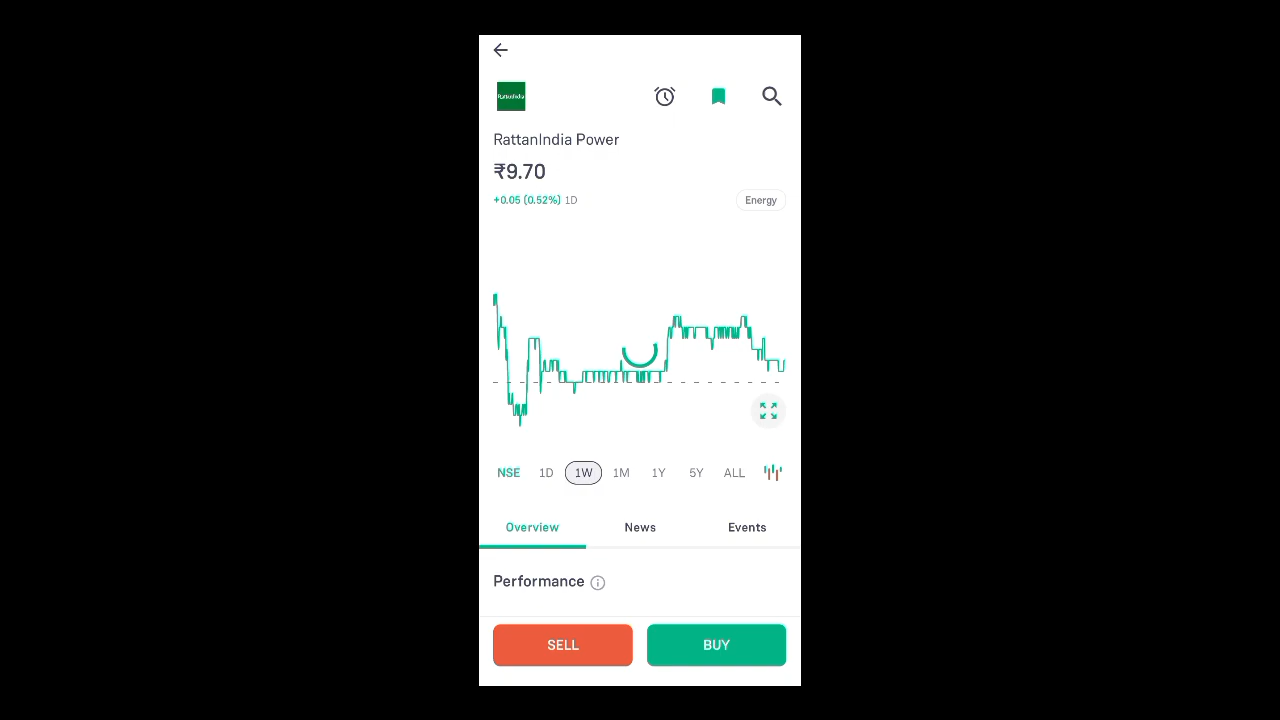 RattanIndia
RattanIndia Power
₹9.70
+0.05 (0.52%) 1D
Energy
NSE 1D 1W 1M 1Y 5Y ALL
Overview News Events
Performance
SELL BUY